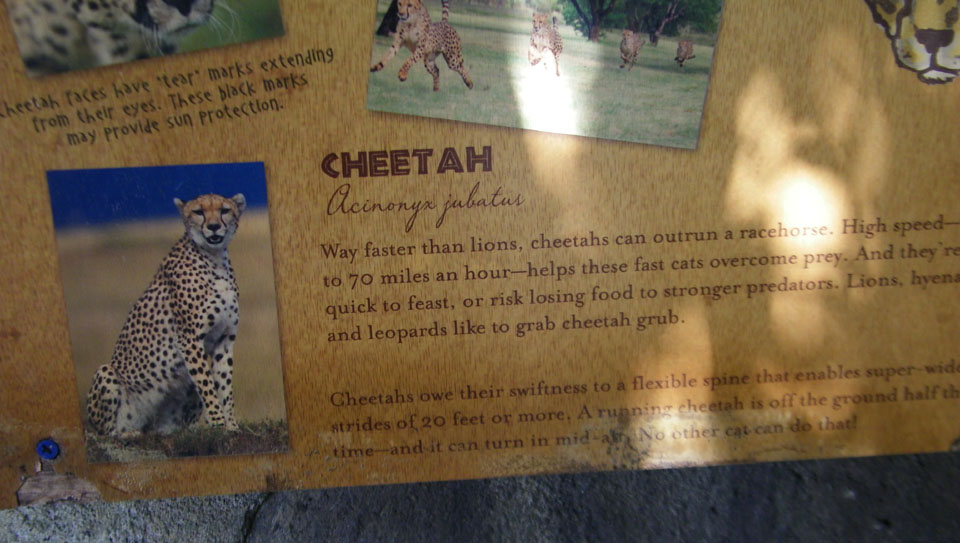 Cheetah faces have "tear" marks extending
from their eyes. These black marks
may provide sun protection.
CHEETAH
Acinonyx jubatus
Way faster than lions, cheetahs can outrun a racehorse. High speed—
to 70 miles an hour—helps these fast cats overcome prey. And they're
quick to feast, or risk losing food to stronger predators. Lions, hyena
and leopards like to grab cheetah grub.
Cheetahs owe their swiftness to a flexible spine that enables super-wide
strides of 20 feet or more. A running cheetah is off the ground half th
time—and it can turn in mid-air. No other cat can do that!